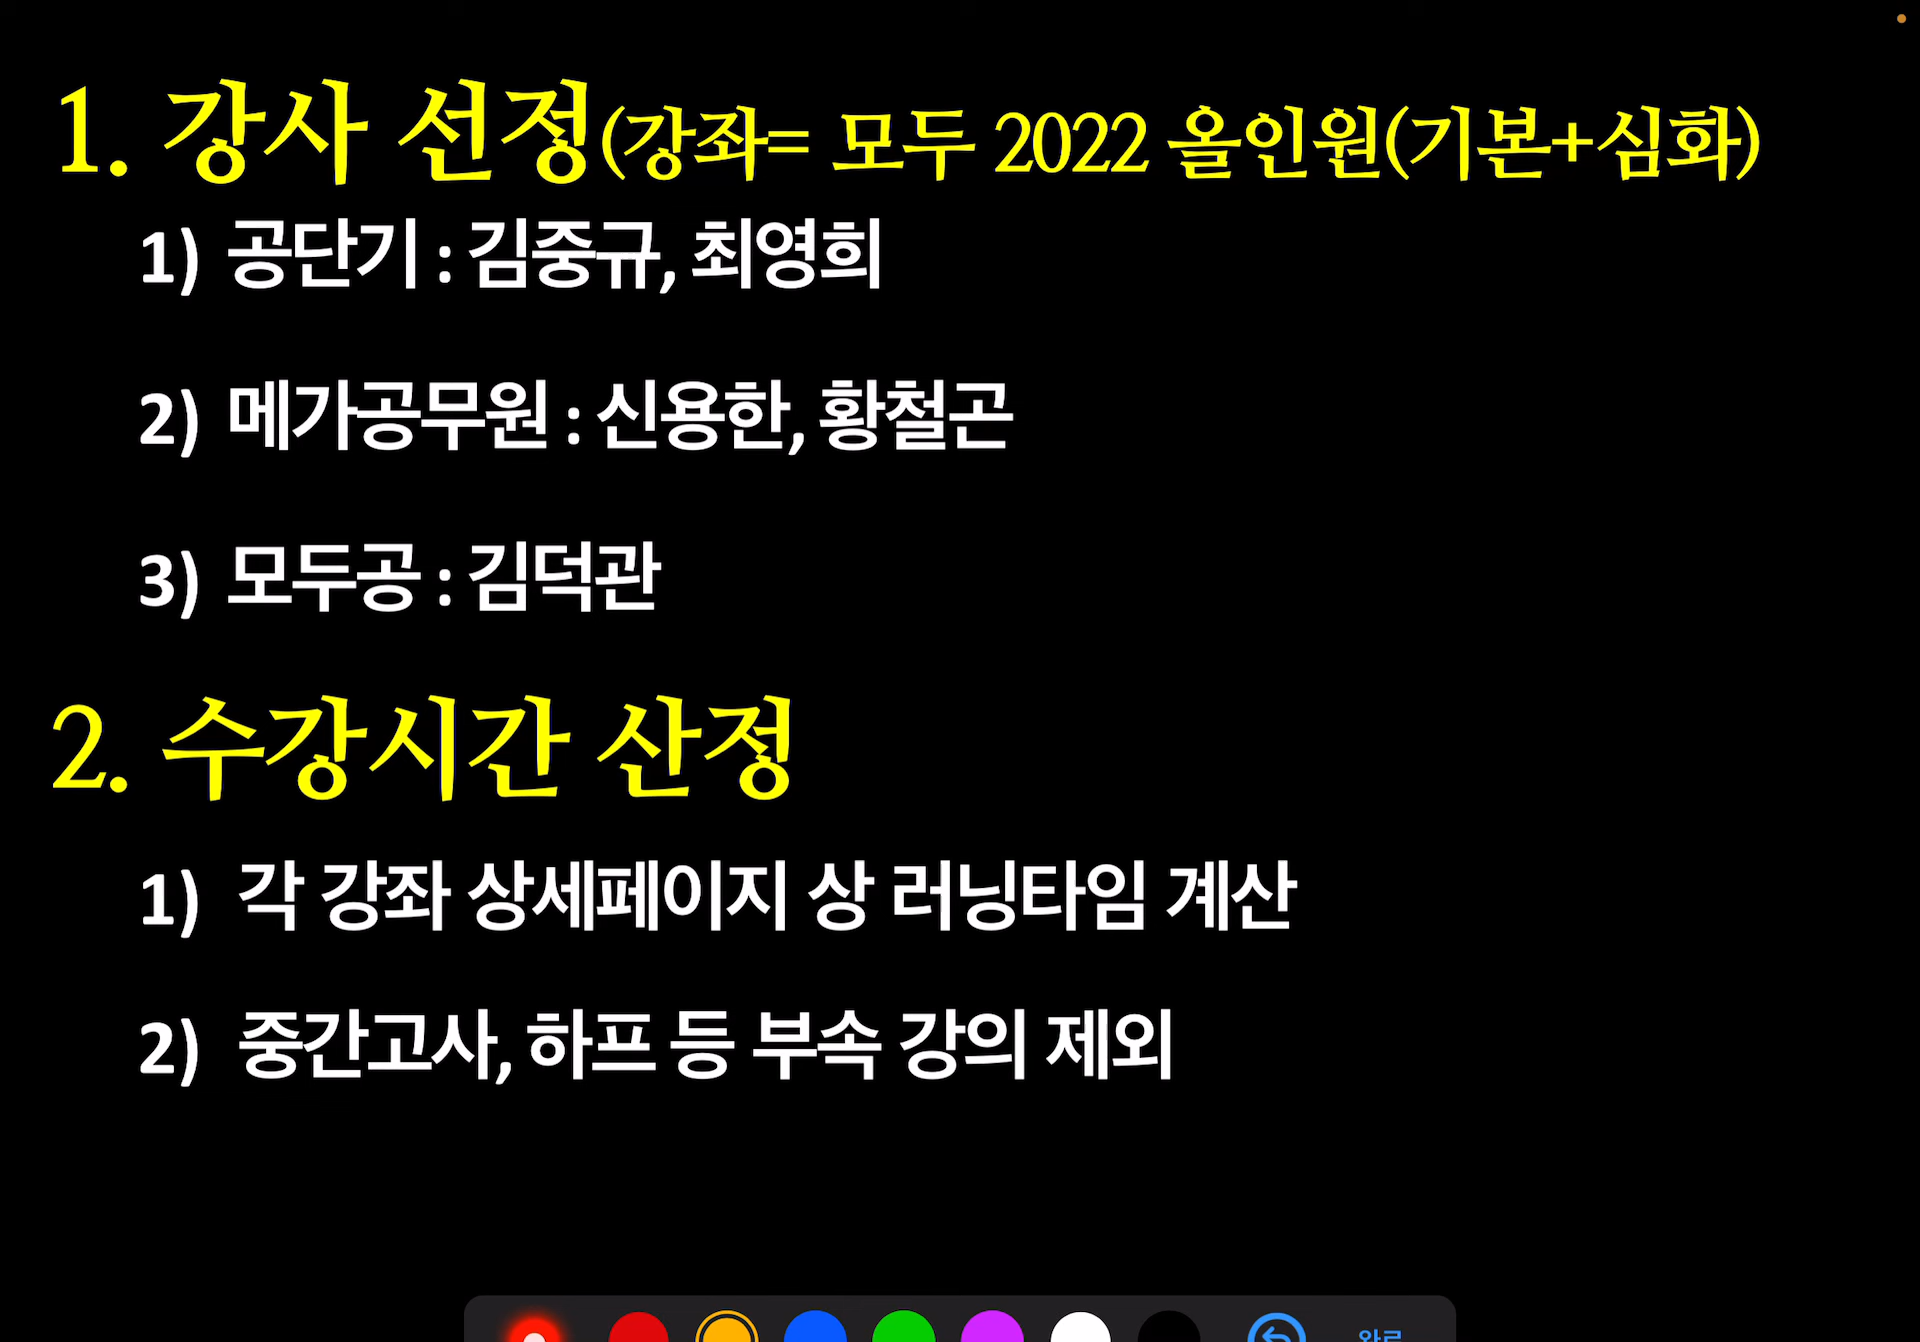 1. 강사 선정(강좌= 모두 2022 올인원(기본+심화)
1) 공단기 : 김중규, 최영희
2) 메가공무원 : 신용한, 황철곤
3) 모두공 : 김덕관
2. 수강시간 산정
1) 각 강좌 상세페이지 상 러닝타임 계산
2) 중간고사, 하프 등 부속 강의 제외
완료